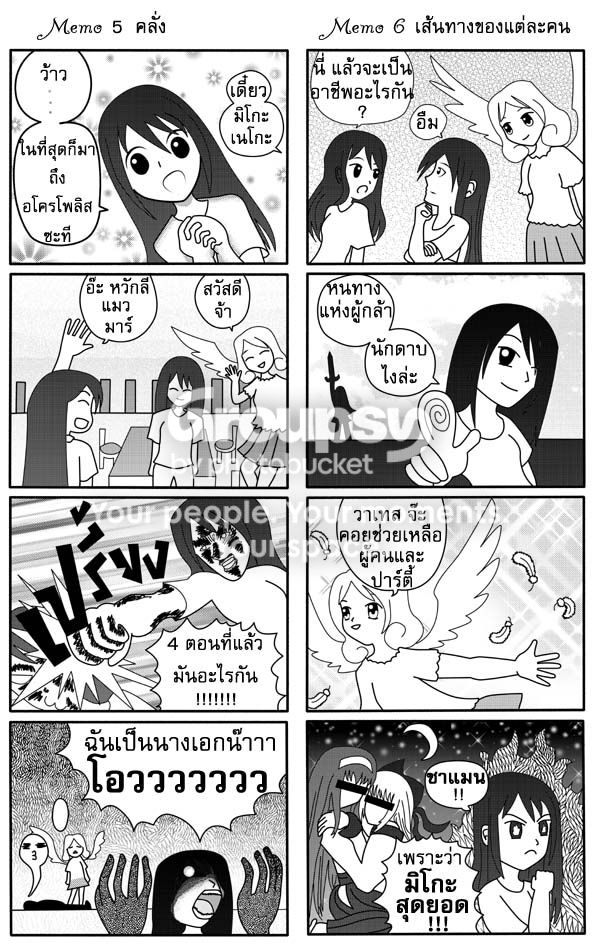 Memo 5 คลั่ง
ว้าว
ในที่สุดก็มา
ถึง
อโครโพลิส
ซะที
เดี๋ยว
มิโกะ
เนโกะ
อ๊ะ หวักลี
แมว
มาร์
สวัสดี
จ้า
เปรี้ยง
4 ตอนที่แล้ว
มันอะไรกัน
!!!!!!!
ฉันเป็นนางเอกน๊าาา
โอวววววววว
Memo 6 เส้นทางของแต่ละคน
นี่ แล้วจะเป็น
อาชีพอะไรกัน
?
อืม
หนทาง
แห่งผู้กล้า
นักดาบ
ไงล่ะ
วาเทส จ๊ะ
คอยช่วยเหลือ
ผู้คนและ
ปาร์ตี้
ชาแมน
!!
เพราะว่า
มิโกะ
สุดยอด
!!!
Groupsy
by photobucket
Your people. Your moments.
Your space.